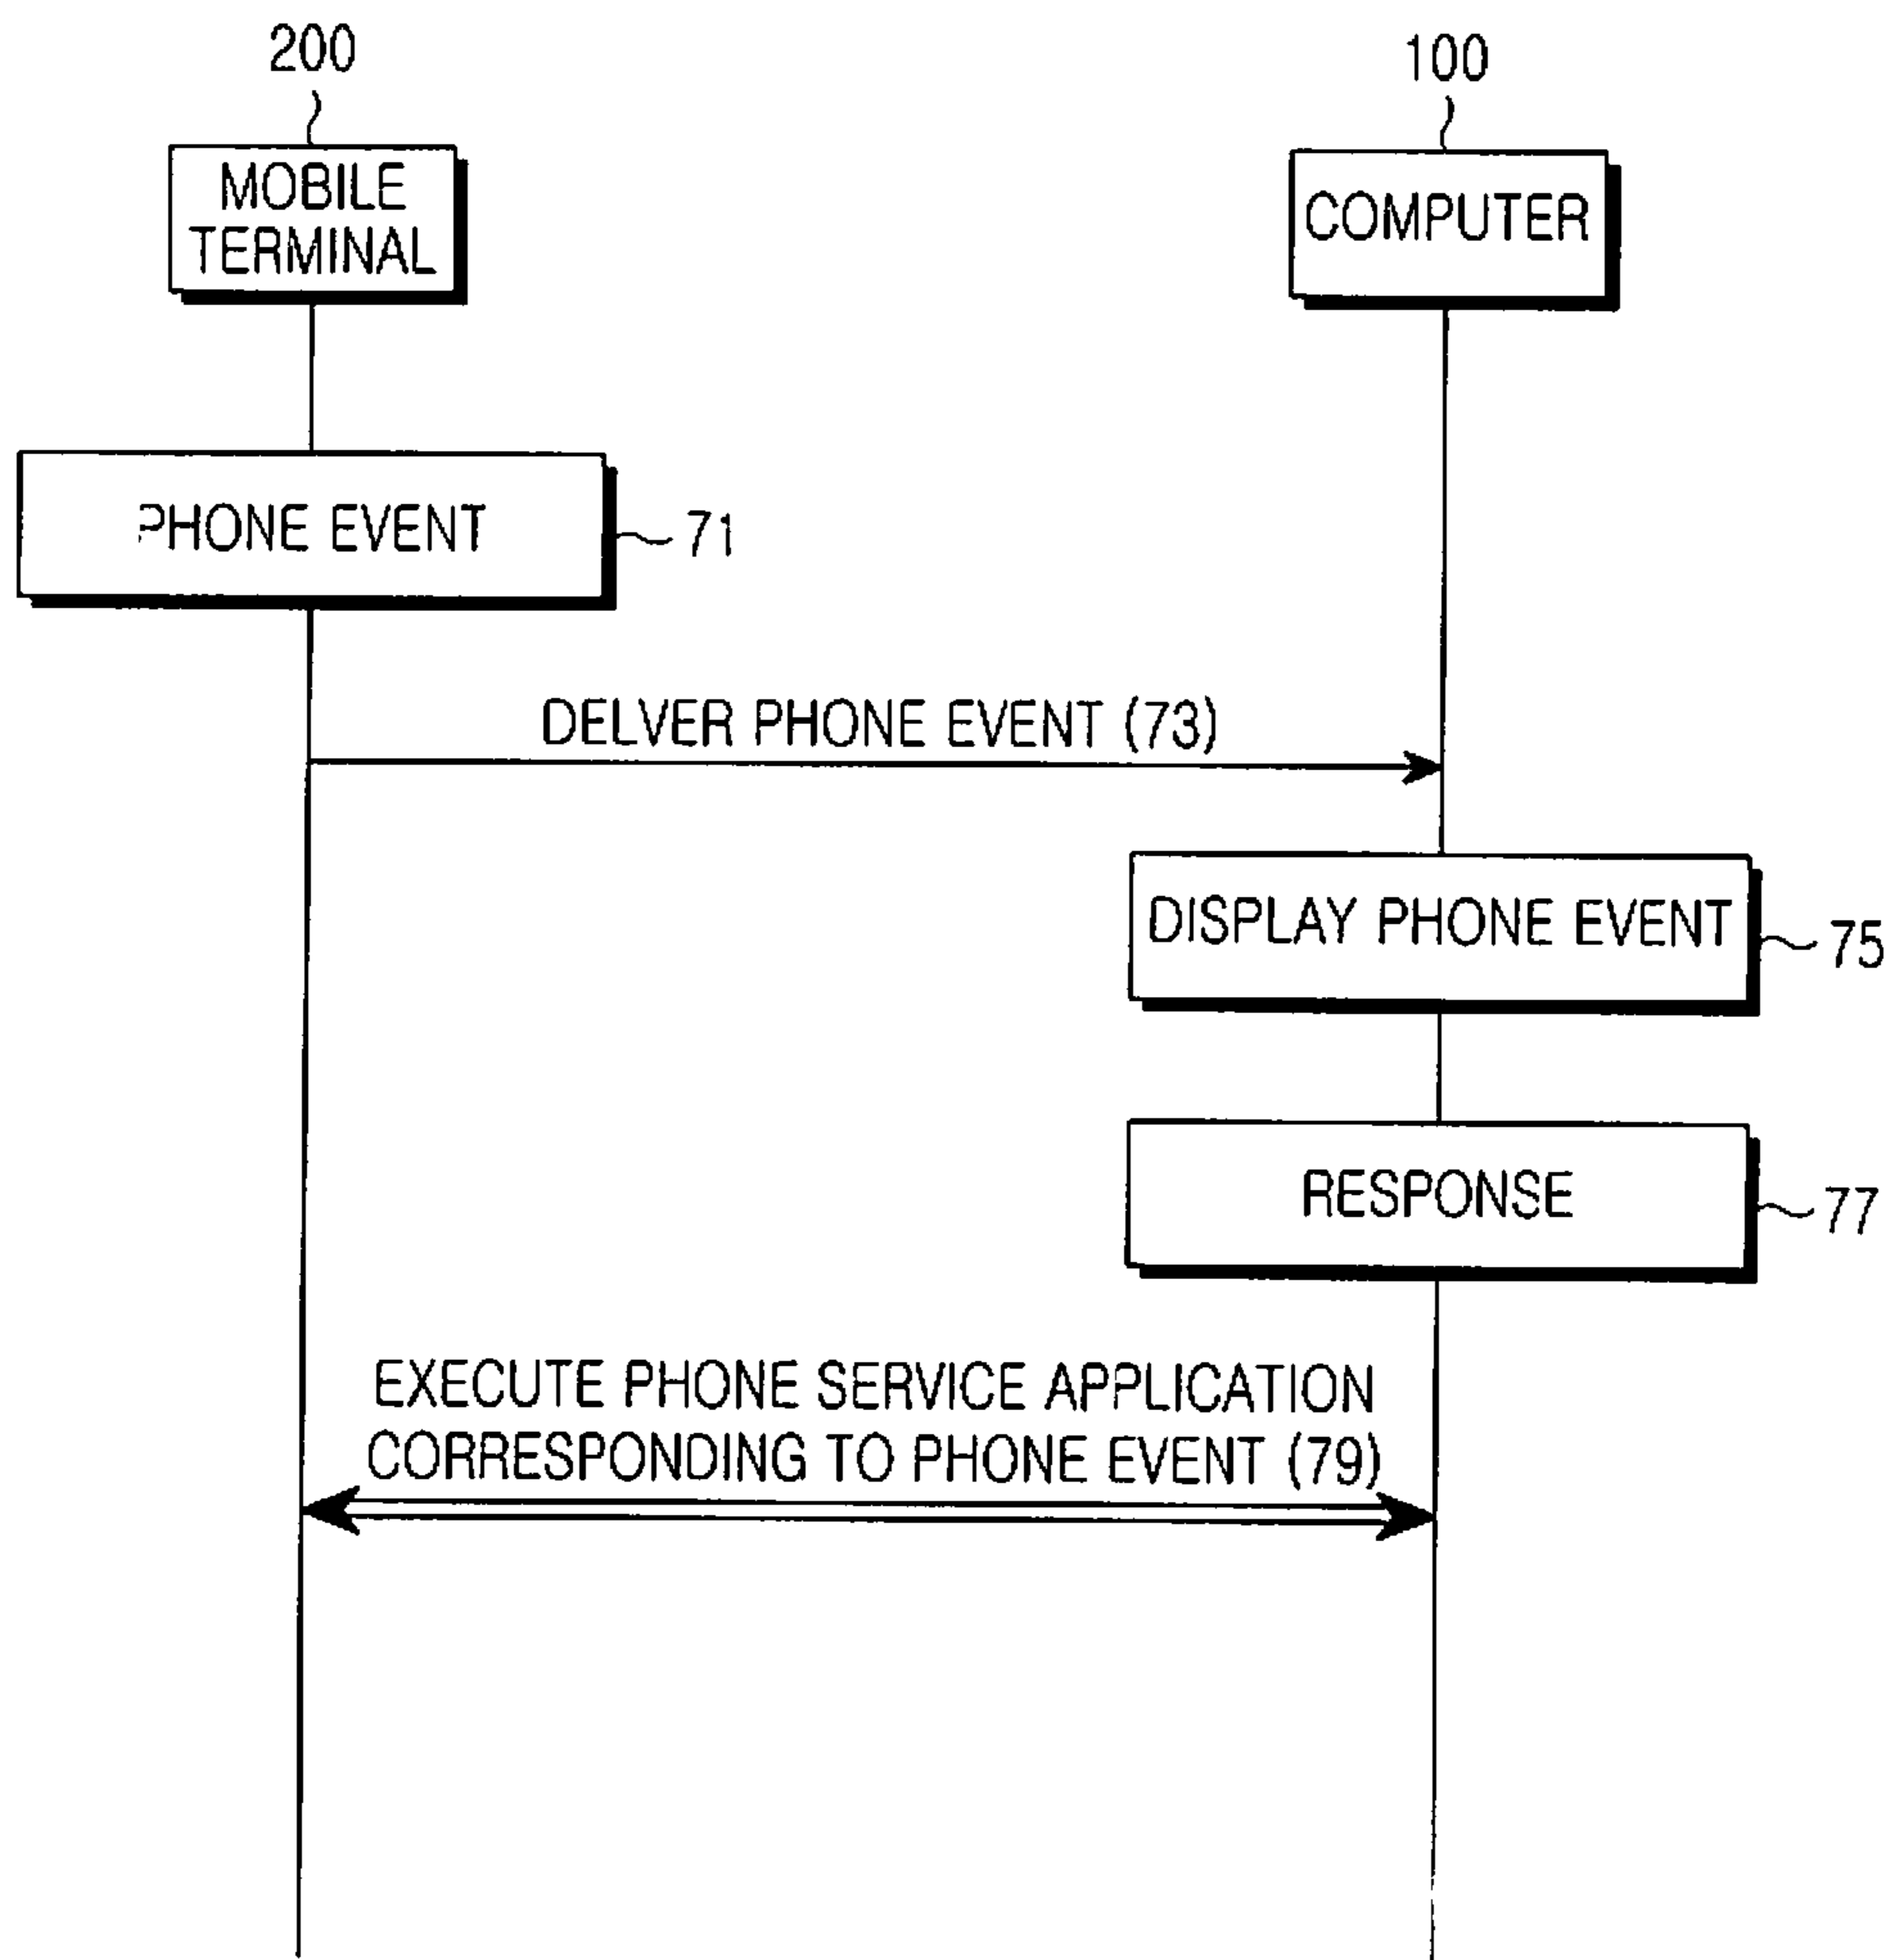 200
100
MOBILE
TERMINAL
COMPUTER
PHONE EVENT
71
DELVER PHONE EVENT (73)
DISPLAY PHONE EVENT
75
RESPONSE
77
EXECUTE PHONE SERVICE APPLICATION
CORRESPONDING TO PHONE EVENT (79)